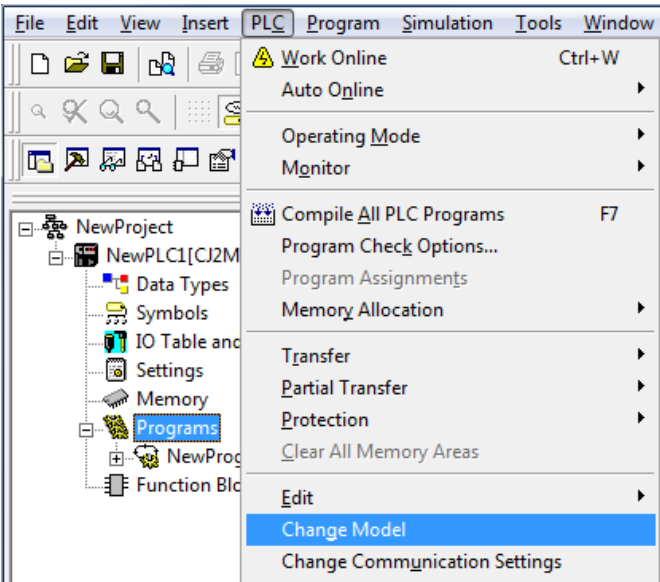 File Edit View Insert PLC Program Simulation Tools Window
Work Online Ctrl+W
Auto Online
Operating Mode
Monitor
Compile All PLC Programs F7
Program Check Options...
Program Assignments
Memory Allocation
Transfer
Partial Transfer
Protection
Clear All Memory Areas
Edit
Change Model
Change Communication Settings
NewProject
NewPLC1[CJ2M
Data Types
Symbols
IO Table and
Settings
Memory
Programs
NewProg
Function Blo